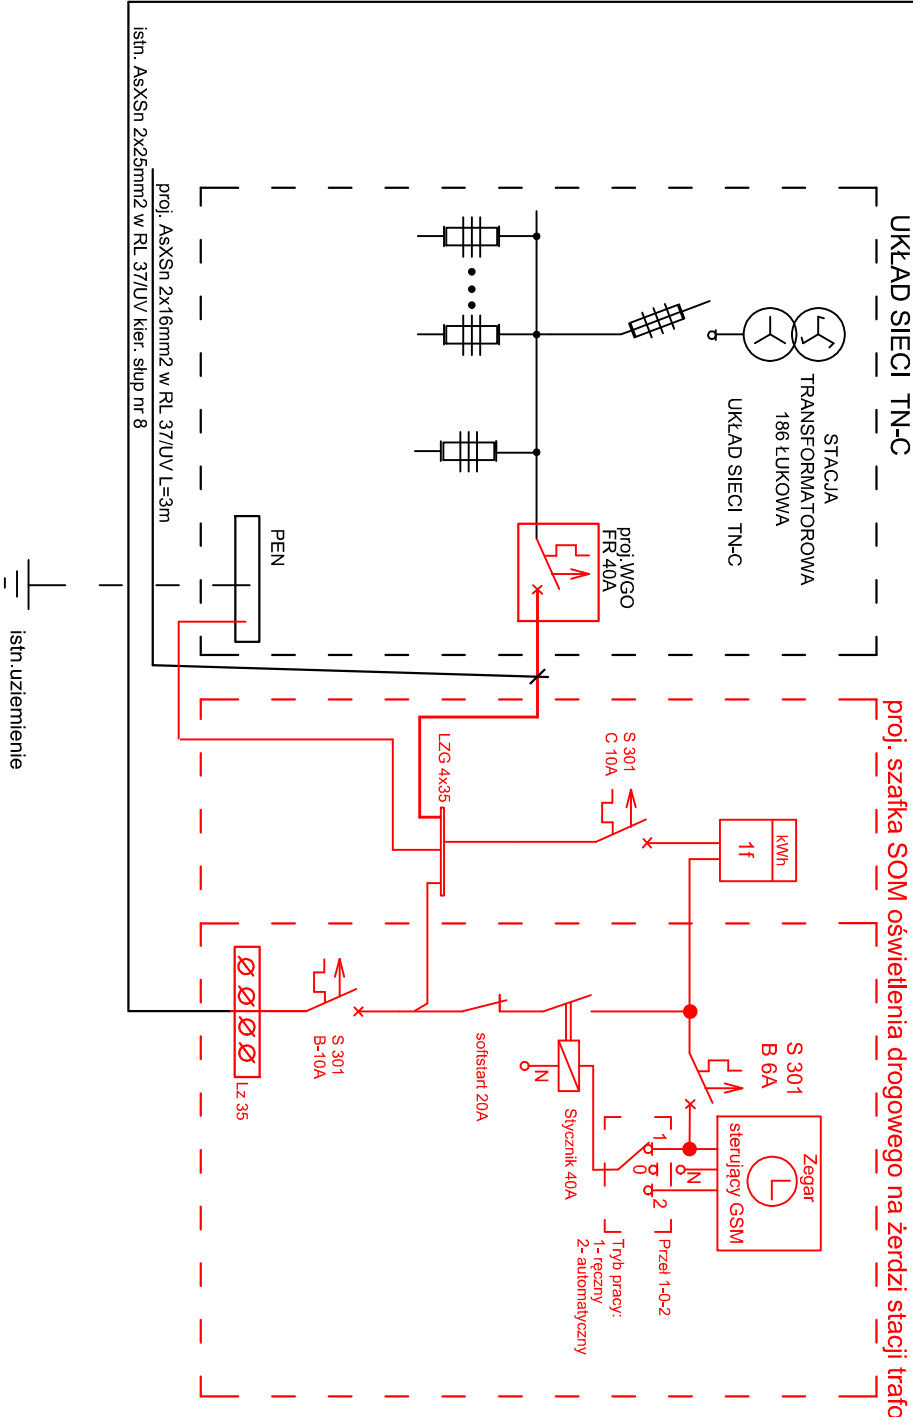 UKŁAD SIECI TN-C
STACJA
TRANSFORMATOROWA
186 ŁUKOWA
UKŁAD SIECI TN-C
proj.WGO
FR 40A
PEN
proj. AsXSn 2x16mm2 w RL 37/UV L=3m
istn. AsXSn 2x25mm2 w RL 37/UV kier. słup nr 8
istn.uziemienie
proj. szafka SOM oświetlenia drogowego na żerdzi stacji trafo
kWh
1f
S 301
C 10A
LZG 4x35
S 301
B 6A
Zegar
sterujący GSM
N
1
0
2
Przeł 1-0-2
Tryb pracy:
1- ręczny
2- automatyczny
N
Stycznik 40A
softstart 20A
S 301
B-10A
Lz 35